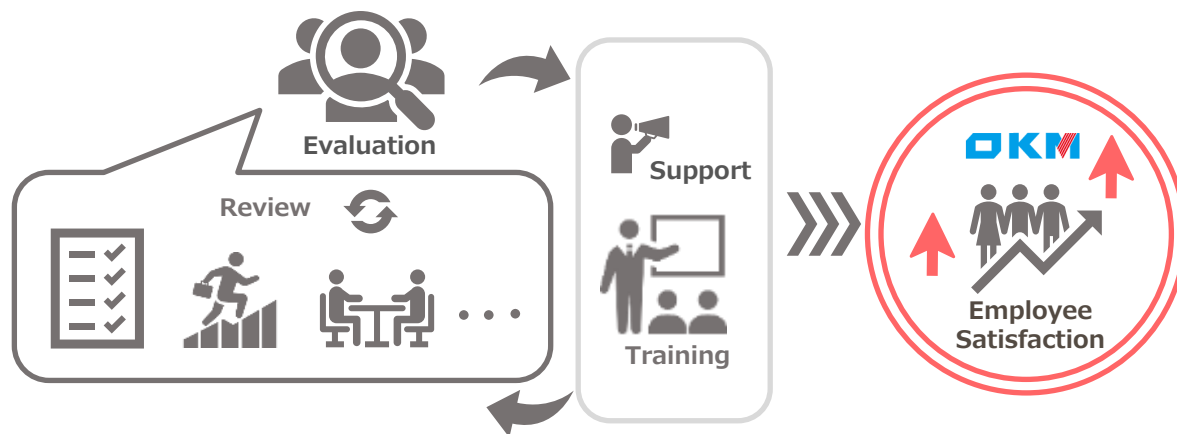 Evaluation
Review
Support
Training
OKM
Employee
Satisfaction